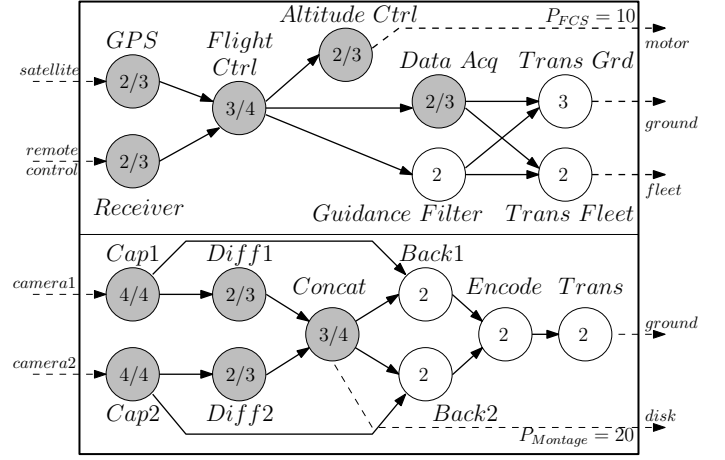 Altitude Ctrl
P_FCS = 10
GPS
Flight
Ctrl
2/3
motor
Data Acq
Trans Grd
satellite
2/3
3/4
2/3
3
ground
remote
control
2/3
2
2
fleet
Receiver
Guidance Filter
Trans Fleet
Cap1
Diff1
Back1
camera1
4/4
2/3
Concat
2
Encode
Trans
3/4
2
2
ground
camera2
4/4
2/3
2
Cap2
Diff2
Back2
disk
P_Montage = 20